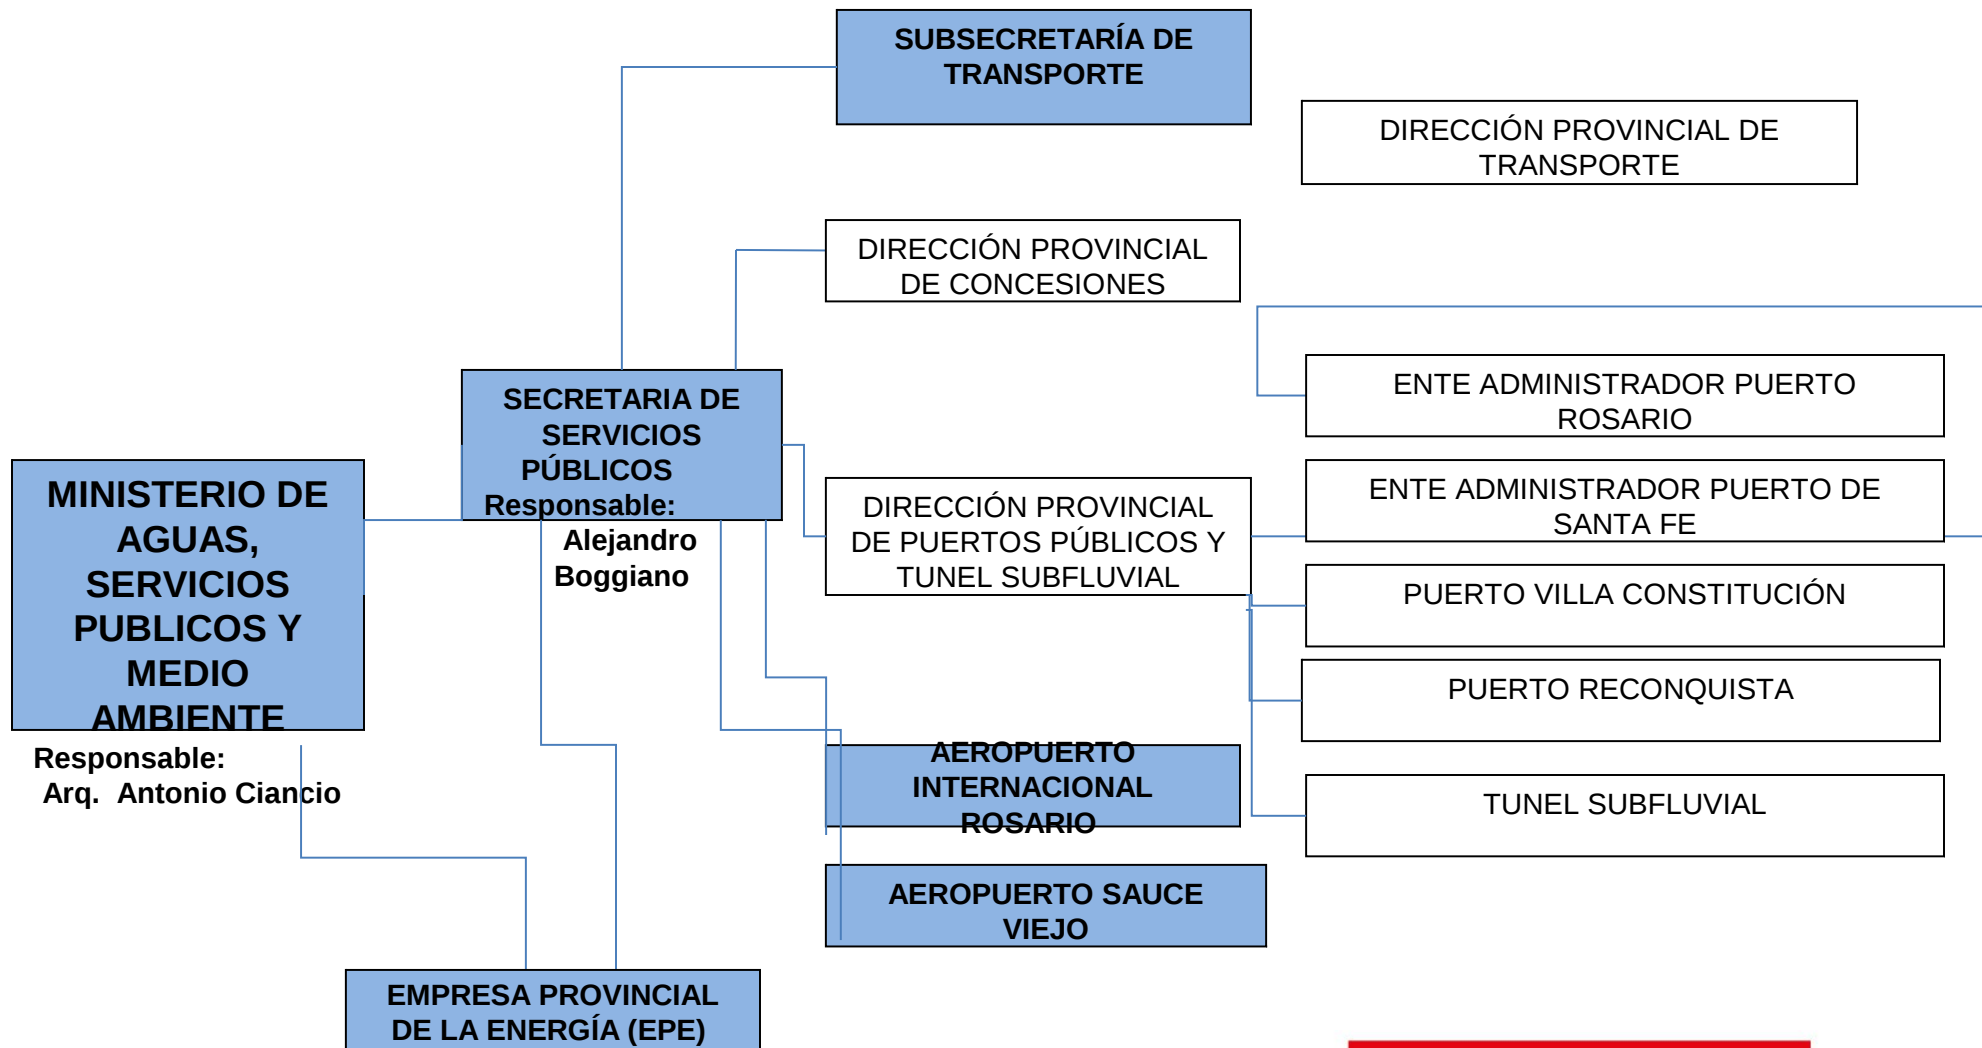 SUBSECRETARÍA DE
TRANSPORTE
DIRECCIÓN PROVINCIAL DE
TRANSPORTE
DIRECCIÓN PROVINCIAL
DE CONCESIONES
SECRETARIA DE
SERVICIOS
PÚBLICOS
Responsable:
Alejandro
Boggiano
ENTE ADMINISTRADOR PUERTO
ROSARIO
MINISTERIO DE
AGUAS,
SERVICIOS
PUBLICOS Y
MEDIO
AMBIENTE
Responsable:
Arq. Antonio Ciancio
DIRECCIÓN PROVINCIAL
DE PUERTOS PÚBLICOS Y
TUNEL SUBFLUVIAL
ENTE ADMINISTRADOR PUERTO DE
SANTA FE
PUERTO VILLA CONSTITUCIÓN
PUERTO RECONQUISTA
AEROPUERTO
INTERNACIONAL
ROSARIO
TUNEL SUBFLUVIAL
AEROPUERTO SAUCE
VIEJO
EMPRESA PROVINCIAL
DE LA ENERGÍA (EPE)